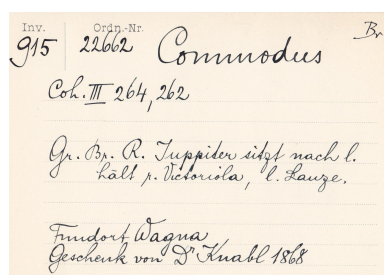 Inv. Ordn.-Nr. Br
915 22662 Commodus
Coh. III 264, 262
Gr. Br. R. Iuppiter sitzt nach l.
hält r. Victoriola, l. Lanze.
Fundort Wagna
Geschenk von Dr Knabl 1868